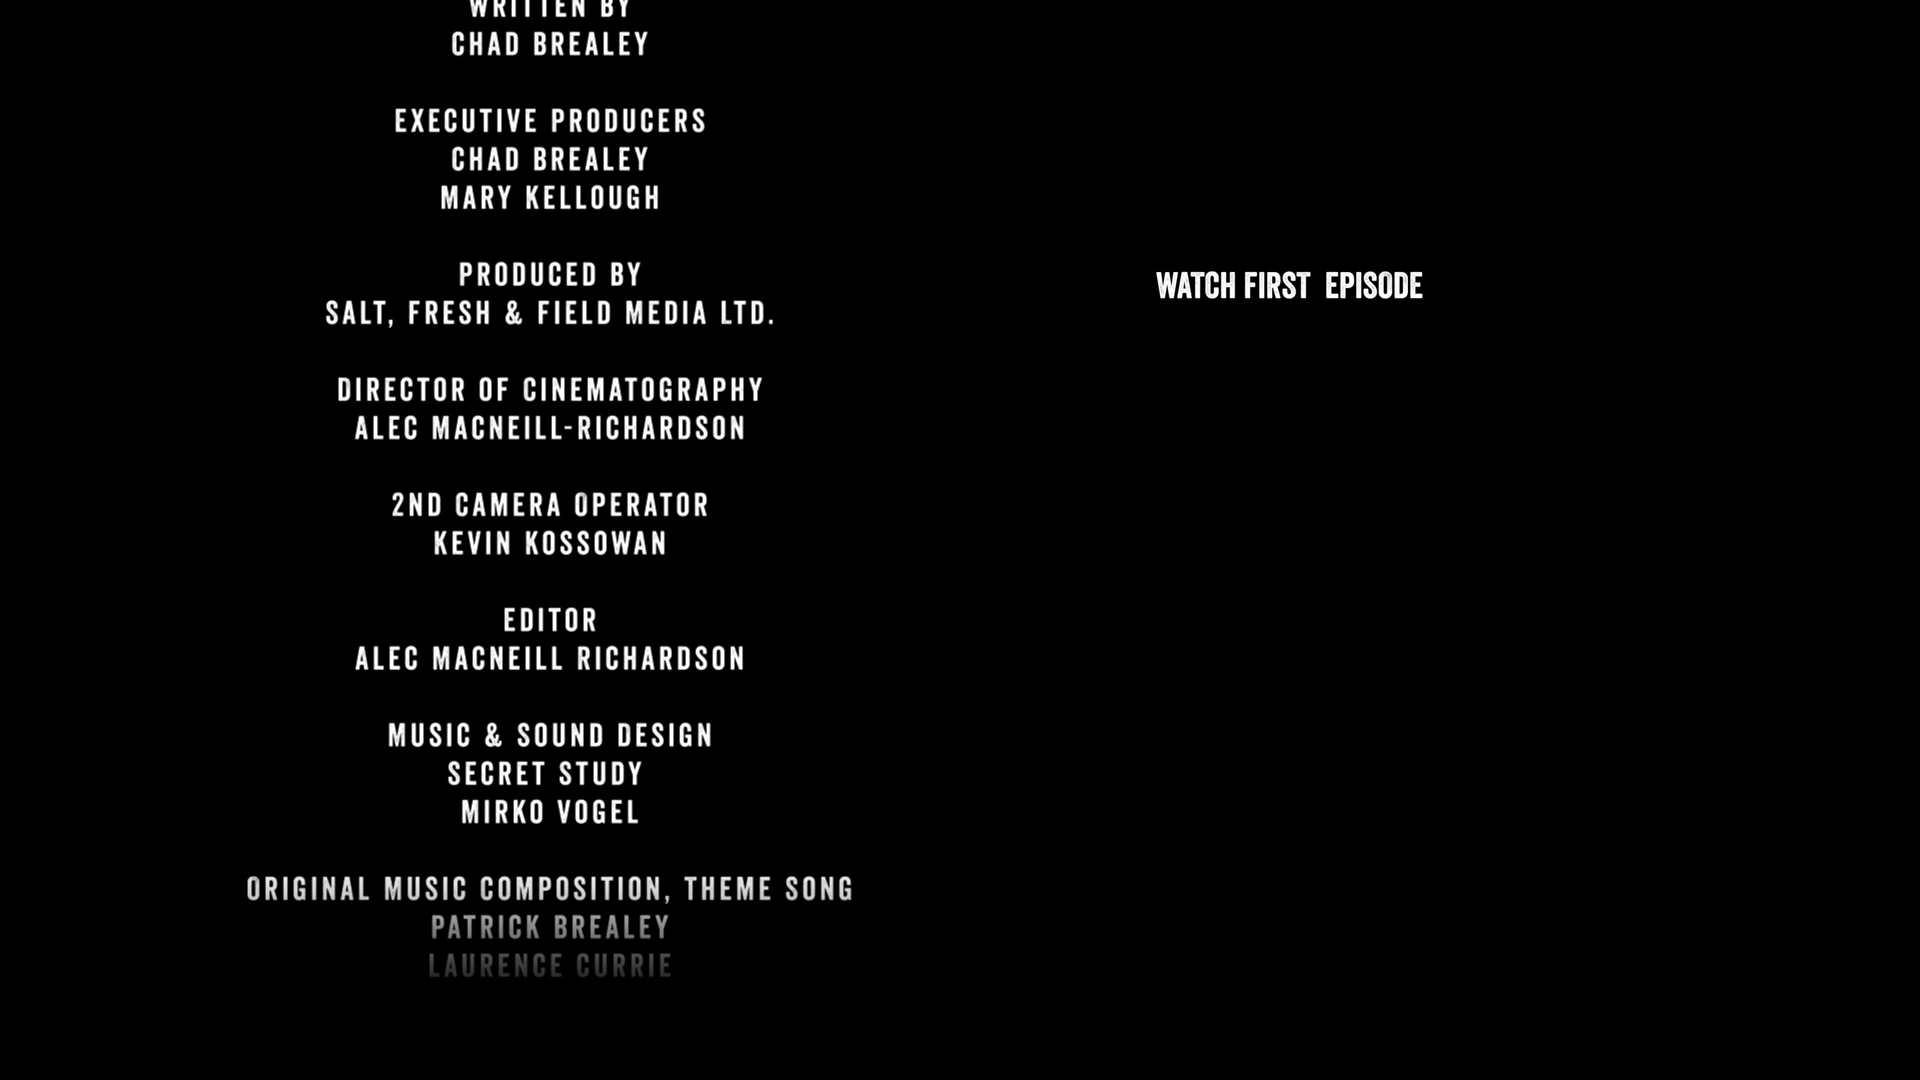 WRITTEN BY
CHAD BREALEY
EXECUTIVE PRODUCERS
CHAD BREALEY
MARY KELLOUGH
PRODUCED BY
SALT, FRESH & FIELD MEDIA LTD.
DIRECTOR OF CINEMATOGRAPHY
ALEC MACNEILL-RICHARDSON
2ND CAMERA OPERATOR
KEVIN KOSSOWAN
EDITOR
ALEC MACNEILL RICHARDSON
MUSIC & SOUND DESIGN
SECRET STUDY
MIRKO VOGEL
ORIGINAL MUSIC COMPOSITION, THEME SONG
PATRICK BREALEY
LAURENCE CURRIE
WATCH FIRST EPISODE